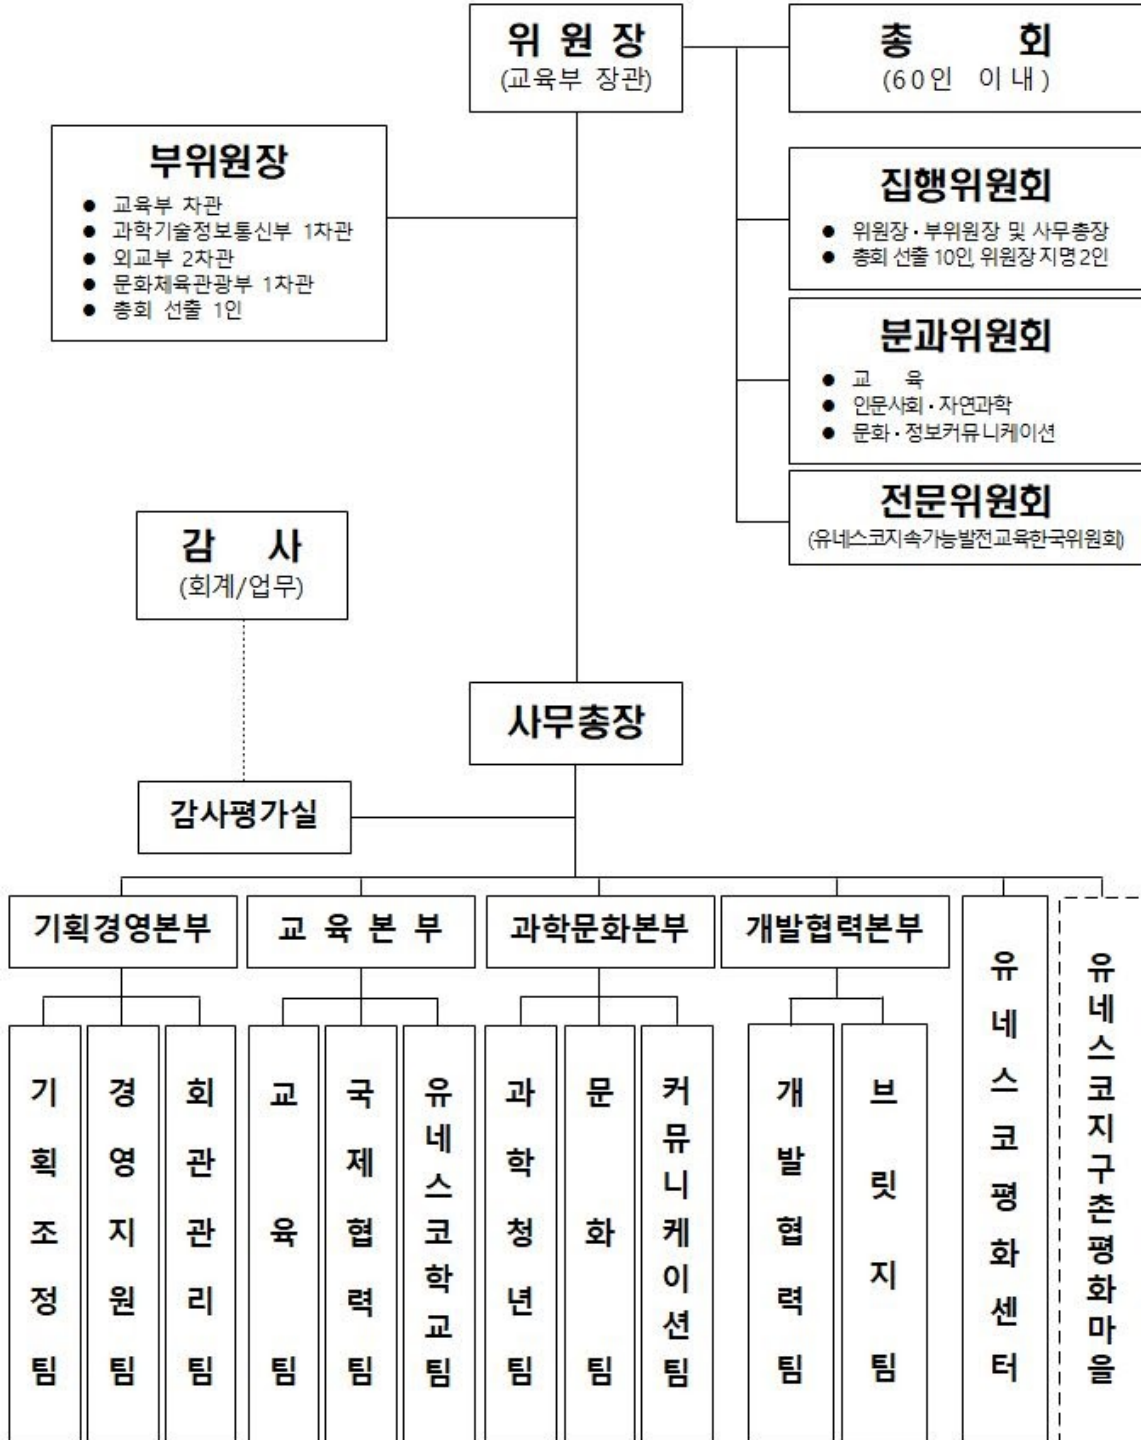 위 원 장
(교육부 장관)
총 회
(60인 이내)
부위원장
● 교육부 차관
● 과학기술정보통신부 1차관
● 외교부 2차관
● 문화체육관광부 1차관
● 총회 선출 1인
집행위원회
● 위원장·부위원장 및 사무총장
● 총회 선출 10인, 위원장 지명 2인
분과위원회
● 교 육
● 인문사회·자연과학
● 문화·정보커뮤니케이션
전문위원회
(유네스코지속가능발전교육한국위원회)
감 사
(회계/업무)
사무총장
감사평가실
기획경영본부
교 육 본 부
과학문화본부
개발협력본부
기획조정팀
경영지원팀
회관관리팀
교육팀
국제협력팀
유네스코학교팀
과학청년팀
문화팀
커뮤니케이션팀
개발협력팀
브릿지팀
유네스코평화센터
유네스코지구촌평화마을